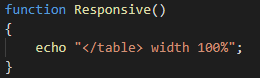 function Responsive()
{
    echo "</table> width 100%";
}